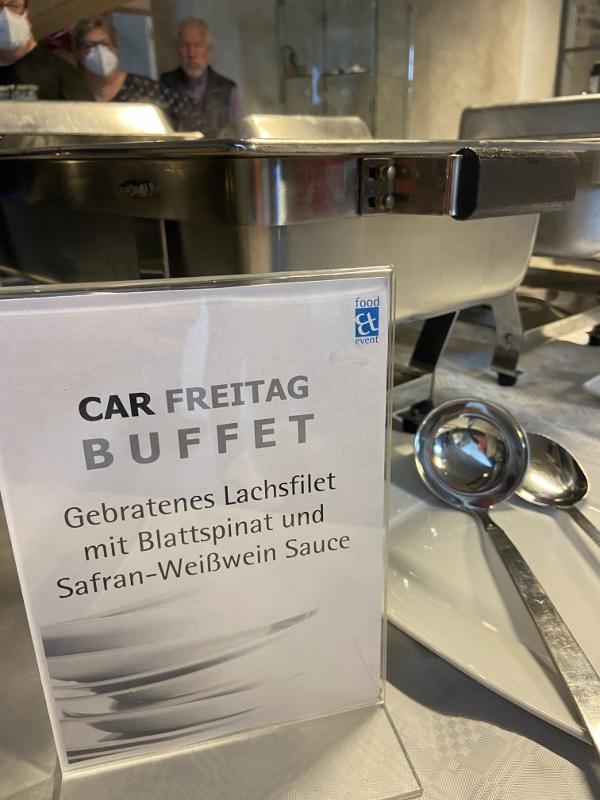 food
&
event
CAR FREITAG
BUFFET
Gebratenes Lachsfilet
mit Blattspinat und
Safran-Weißwein Sauce